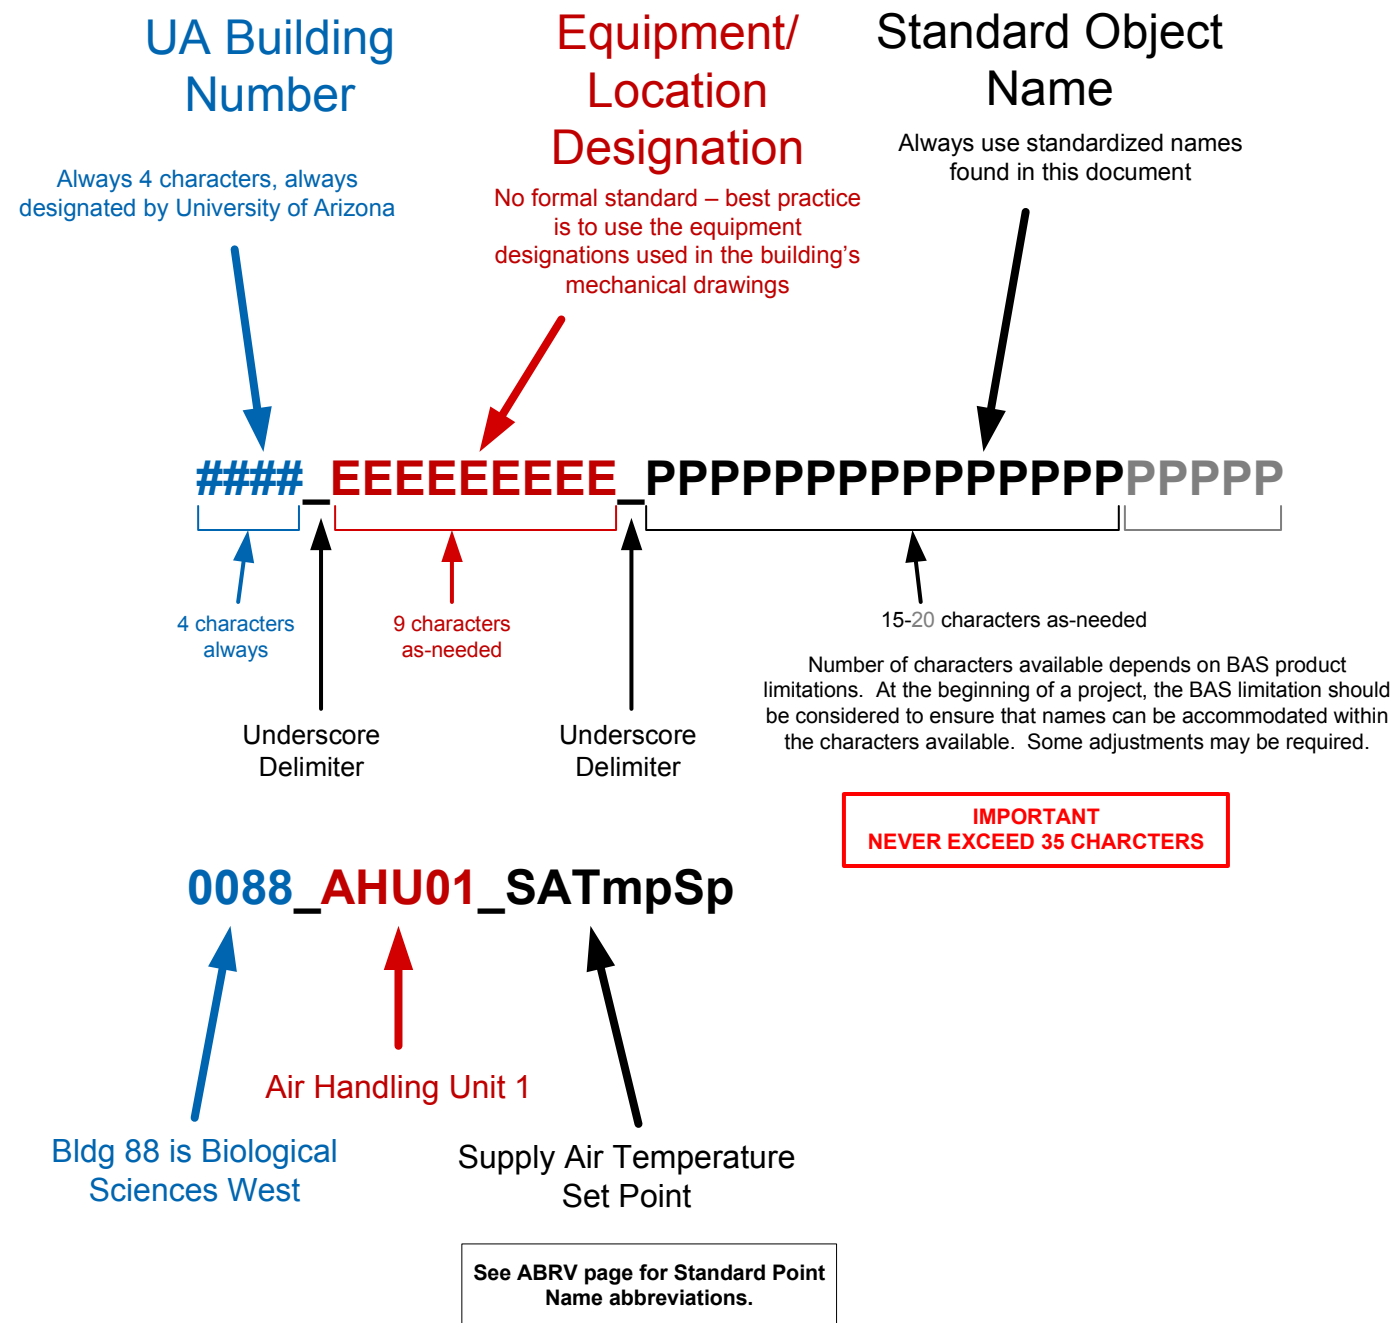 UA Building
Number
Always 4 characters, always
designated by University of Arizona
Equipment/
Location
Designation
No formal standard – best practice
is to use the equipment
designations used in the building's
mechanical drawings
Standard Object
Name
Always use standardized names
found in this document
####_EEEEEEEEE_PPPPPPPPPPPPPPPPPPPP
4 characters
always
9 characters
as-needed
15-20 characters as-needed
Number of characters available depends on BAS product
limitations.  At the beginning of a project, the BAS limitation should
be considered to ensure that names can be accommodated within
the characters available.  Some adjustments may be required.
Underscore
Delimiter
Underscore
Delimiter
IMPORTANT
NEVER EXCEED 35 CHARCTERS
0088_AHU01_SATmpSp
Air Handling Unit 1
Bldg 88 is Biological
Sciences West
Supply Air Temperature
Set Point
See ABRV page for Standard Point
Name abbreviations.